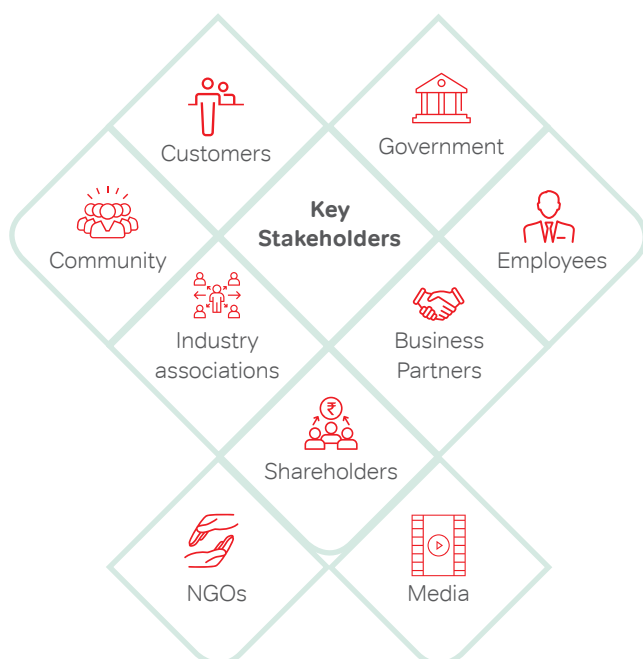 Customers
Government
Key
Stakeholders
Community
Employees
Industry
associations
Business
Partners
₹
Shareholders
NGOs
Media